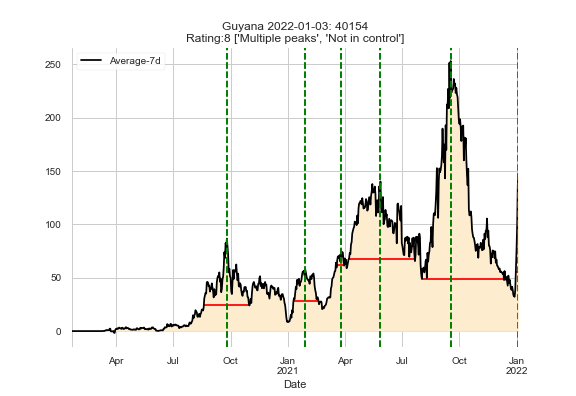 Guyana 2022-01-03: 40154
Rating:8 ['Multiple peaks', 'Not in control']
Average-7d
250
200
150
100
50
0
Apr Jul Oct Jan Apr Jul Oct Jan
2021 2022
Date